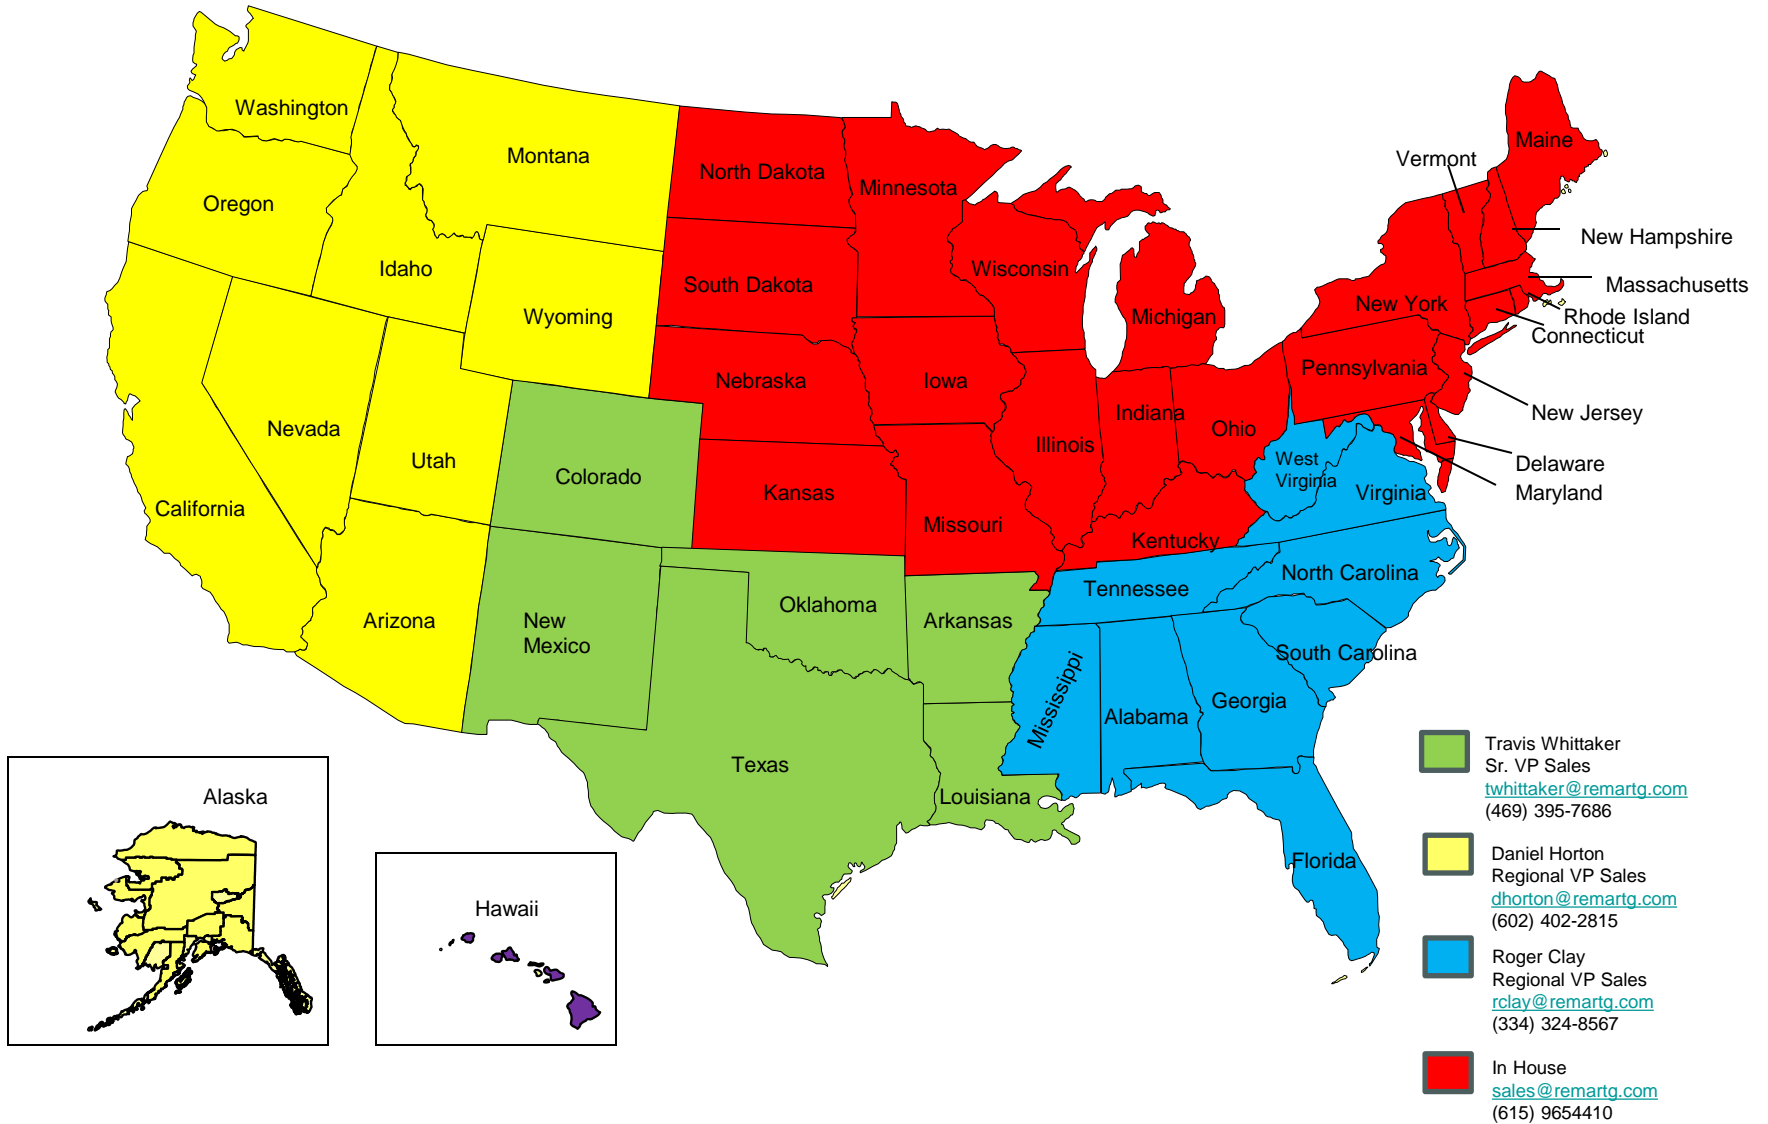 Washington
Montana
North Dakota
Minnesota
Maine
Vermont
Oregon
Idaho
New Hampshire
Wisconsin
South Dakota
Massachusetts
Wyoming
Michigan
New York
Rhode Island
Connecticut
Pennsylvania
Nebraska
Iowa
New Jersey
Indiana
Nevada
Ohio
Illinois
Utah
West
Virginia
Delaware
Colorado
Kansas
Virginia
Maryland
California
Missouri
Kentucky
North Carolina
Tennessee
Oklahoma
Arkansas
Arizona
New
Mexico
South Carolina
Mississippi
Georgia
Alabama
Texas
Louisiana
Florida
Alaska
Hawaii
Travis Whittaker
Sr. VP Sales
twhittaker@remartg.com
(469) 395-7686
Daniel Horton
Regional VP Sales
dhorton@remartg.com
(602) 402-2815
Roger Clay
Regional VP Sales
rclay@remartg.com
(334) 324-8567
In House
sales@remartg.com
(615) 9654410